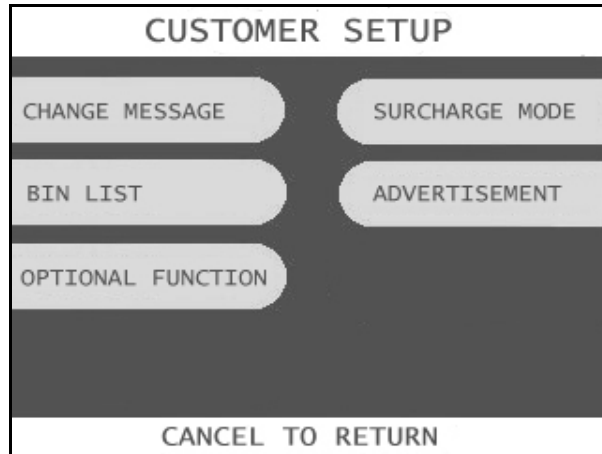 CUSTOMER SETUP
CHANGE MESSAGE
SURCHARGE MODE
BIN LIST
ADVERTISEMENT
OPTIONAL FUNCTION
CANCEL TO RETURN